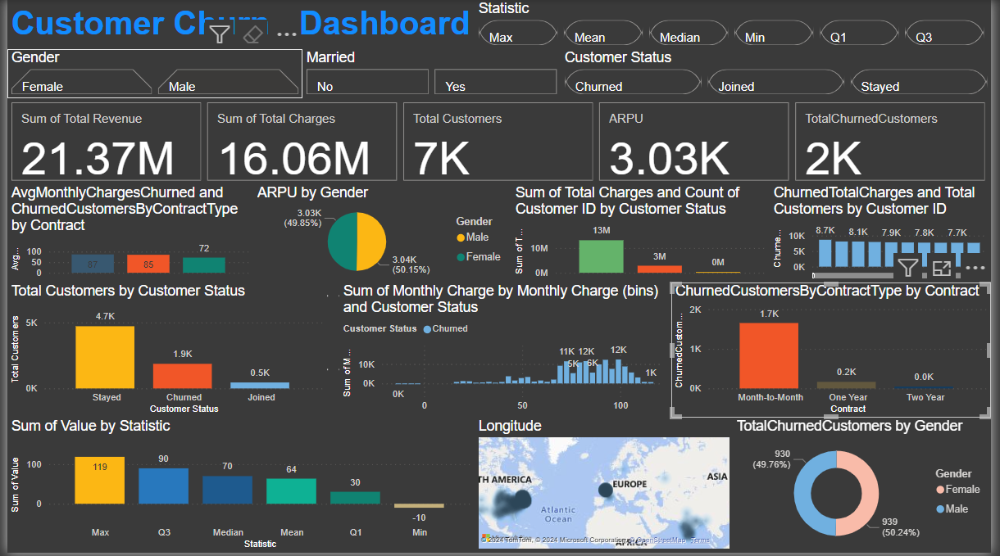 Customer Churn Dashboard
Statistic
Max
Mean
Median
Min
Q1
Q3
Gender
Female
Male
Married
No
Yes
Customer Status
Churned
Joined
Stayed
Sum of Total Revenue
21.37M
Sum of Total Charges
16.06M
Total Customers
7K
ARPU
3.03K
TotalChurnedCustomers
2K
AvgMonthlyChargesChurned and
ChurnedCustomersByContractType
by Contract
Avg...
100
50
0
87
85
72
ARPU by Gender
3.03K
(49.85%)
3.04K
(50.15%)
Gender
Male
Female
Sum of Total Charges and Count of
Customer ID by Customer Status
Sum of T...
10M
0M
13M
3M
0M
ChurnedTotalCharges and Total
Customers by Customer ID
Churne...
10K
5K
0K
8.7K
8.1K
7.9K
7.8K
7.7K
Total Customers by Customer Status
Total Customers
5K
0K
4.7K
1.9K
0.5K
Stayed
Churned
Joined
Customer Status
Sum of Monthly Charge by Monthly Charge (bins)
and Customer Status
Customer Status
Churned
Sum of M...
10K
0K
0K
11K
5K
12K
6K
12K
1K
0
50
100
ChurnedCustomersByContractType by Contract
ChurnedCustom...
2K
1K
0K
1.7K
0.2K
0.0K
Month-to-Month
One Year
Two Year
Contract
Sum of Value by Statistic
Sum of Value
100
0
119
90
70
64
30
-10
Max
Q3
Median
Mean
Q1
Min
Statistic
Longitude
TH AMERICA
EUROPE
ASIA
Atlantic
Ocean
AFRICA
© 2024 TomTom, © 2024 Microsoft Corporation, © OpenStreetMap Terms
TotalChurnedCustomers by Gender
930
(49.76%)
939
(50.24%)
Gender
Female
Male